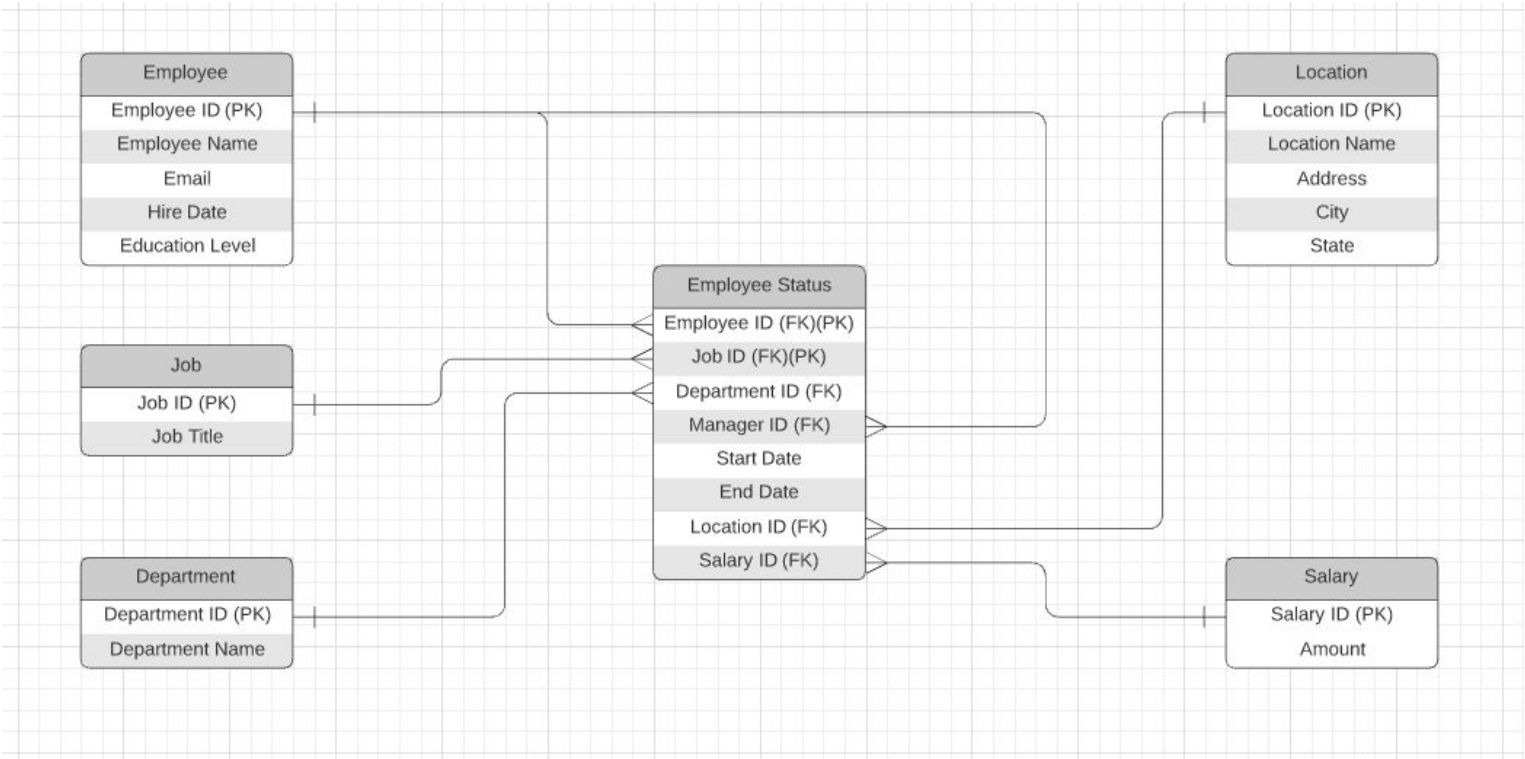 Employee
Employee ID (PK)
Employee Name
Email
Hire Date
Education Level
Job
Job ID (PK)
Job Title
Department
Department ID (PK)
Department Name
Employee Status
Employee ID (FK)(PK)
Job ID (FK)(PK)
Department ID (FK)
Manager ID (FK)
Start Date
End Date
Location ID (FK)
Salary ID (FK)
Location
Location ID (PK)
Location Name
Address
City
State
Salary
Salary ID (PK)
Amount